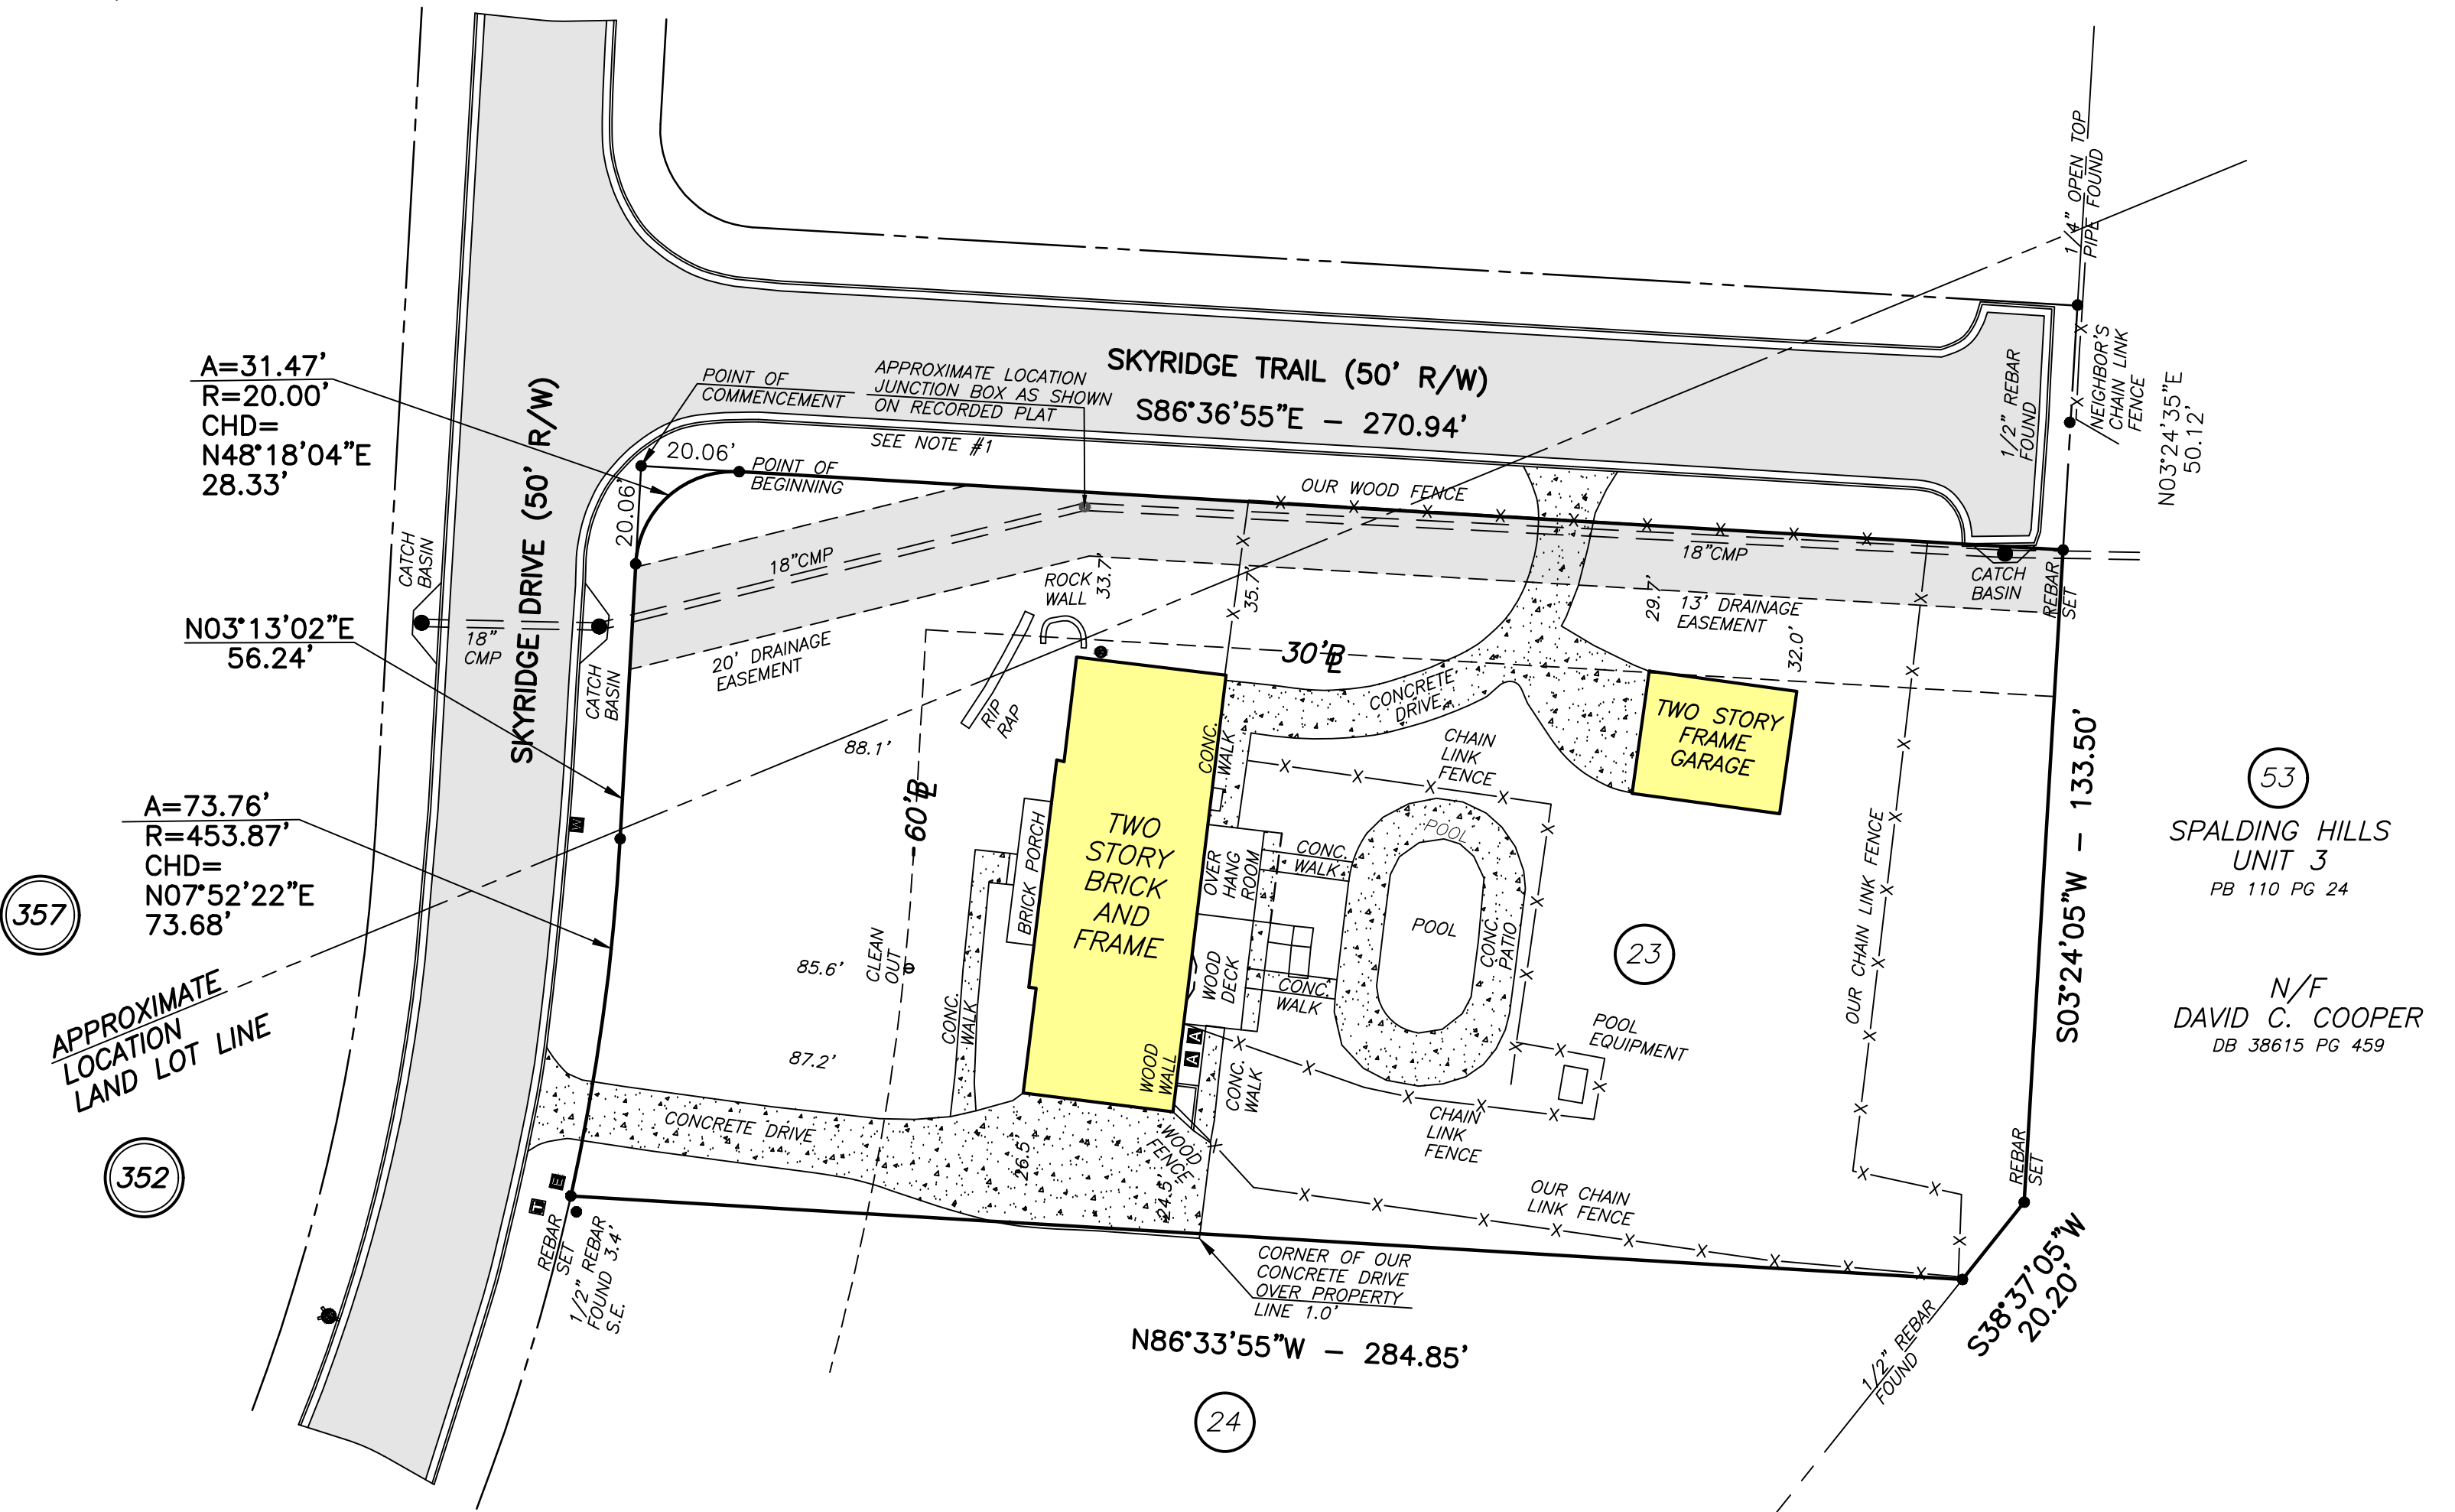 1/4" OPEN TOP
PIPE FOUND
NEIGHBOR'S
CHAIN LINK
FENCE
N03°24'35"E
50.12'
1/2" REBAR
FOUND
A=31.47'
R=20.00'
CHD=
N48°18'04"E
28.33'
POINT OF
COMMENCEMENT
APPROXIMATE LOCATION
JUNCTION BOX AS SHOWN
ON RECORDED PLAT
SKYRIDGE TRAIL (50' R/W)
S86°36'55"E – 270.94'
SEE NOTE #1
20.06'
20.06'
POINT OF
BEGINNING
OUR WOOD FENCE
SKYRIDGE DRIVE (50' R/W)
CATCH
BASIN
18"CMP
18"CMP
ROCK
WALL
33.7'
35.7'
29.7'
13' DRAINAGE
EASEMENT
32.0'
CATCH
BASIN
REBAR
SET
N03°13'02"E
56.24'
18"
CMP
CATCH
BASIN
20' DRAINAGE
EASEMENT
30'BL
RIP
RAP
CONCRETE
DRIVE
TWO STORY
FRAME
GARAGE
88.1'
60'BL
CONC.
WALK
CHAIN
LINK
FENCE
S03°24'05"W – 133.50'
53
SPALDING HILLS
UNIT 3
PB 110 PG 24
A=73.76'
R=453.87'
CHD=
N07°52'22"E
73.68'
W
BRICK PORCH
TWO
STORY
BRICK
AND
FRAME
OVER
HANG
ROOM
CONC.
WALK
POOL
POOL
CONC.
PATIO
OUR CHAIN LINK FENCE
357
85.6'
CLEAN
OUT
WOOD
DECK
CONC.
WALK
23
N/F
DAVID C. COOPER
DB 38615 PG 459
APPROXIMATE
LOCATION
LAND LOT LINE
87.2'
CONC.
WALK
WOOD
WALL
A
A
CONC.
WALK
POOL
EQUIPMENT
352
CONCRETE DRIVE
26.5'
WOOD
FENCE
24.5'
CHAIN
LINK
FENCE
OUR CHAIN
LINK FENCE
REBAR
SET
E
T
REBAR
SET
1/2" REBAR
FOUND 3.4'
S.E.
CORNER OF OUR
CONCRETE DRIVE
OVER PROPERTY
LINE 1.0'
S38°37'05"W
20.20'
N86°33'55"W – 284.85'
1/2" REBAR
FOUND
24